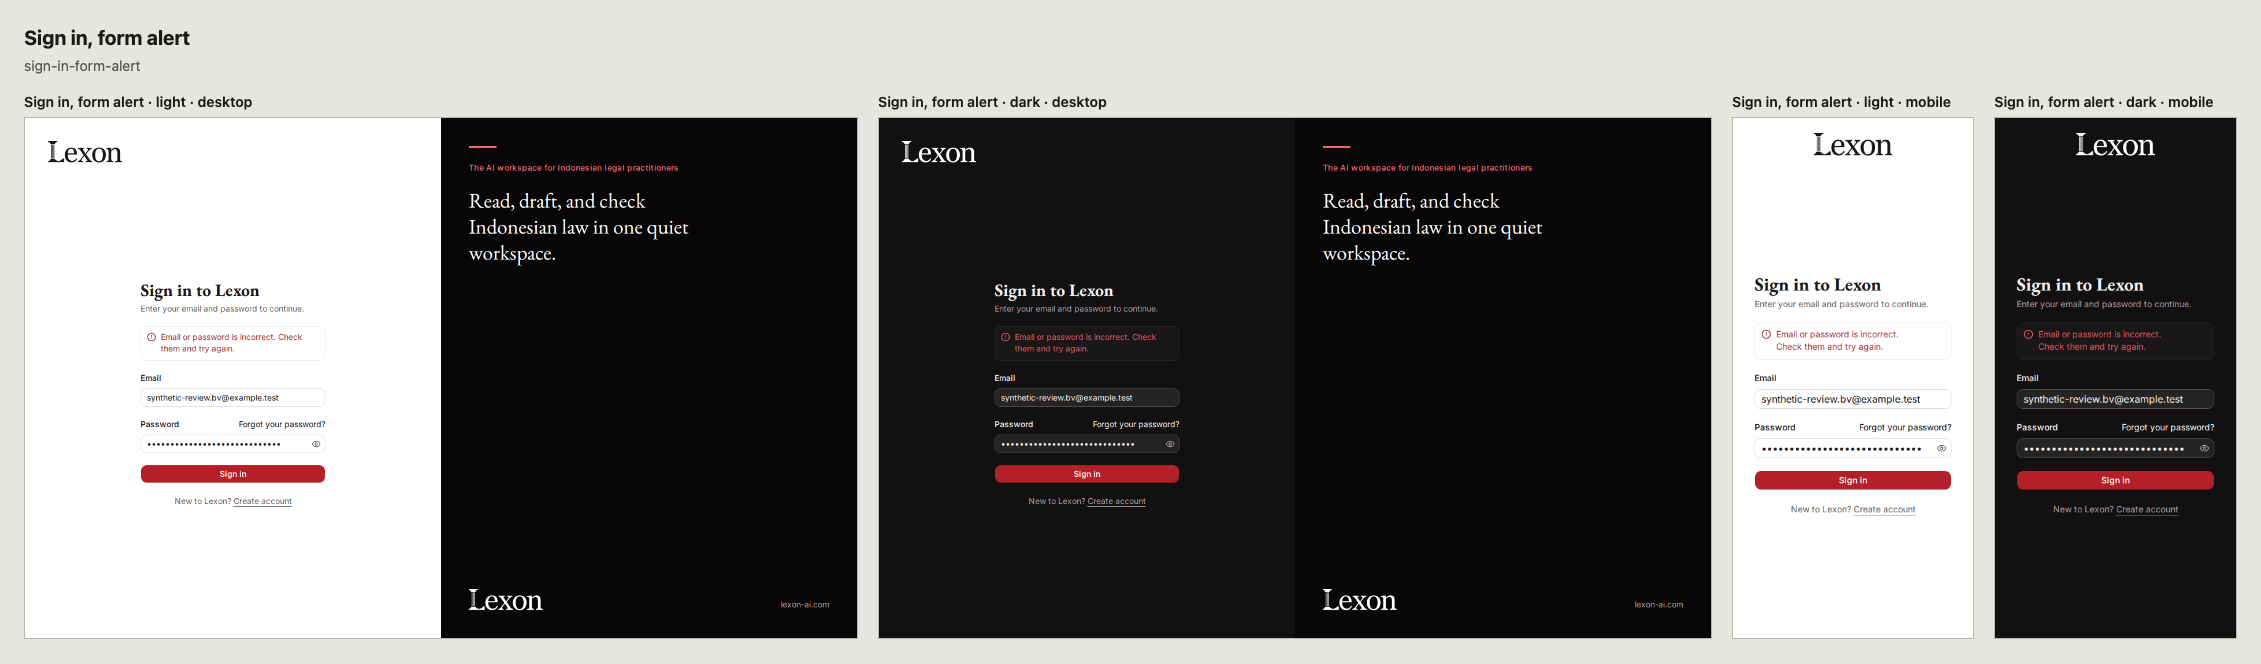 Sign in, form alert
sign-in-form-alert
Sign in, form alert · light · desktop
Lexon
Sign in to Lexon
Enter your email and password to continue.
Email or password is incorrect. Check
them and try again.
Email
synthetic-review.bv@example.test
Password Forgot your password?
Sign in
New to Lexon? Create account
The AI workspace for Indonesian legal practitioners
Read, draft, and check
Indonesian law in one quiet
workspace.
Lexon lexon-ai.com
Sign in, form alert · dark · desktop
Lexon
Sign in to Lexon
Enter your email and password to continue.
Email or password is incorrect. Check
them and try again.
Email
synthetic-review.bv@example.test
Password Forgot your password?
Sign in
New to Lexon? Create account
The AI workspace for Indonesian legal practitioners
Read, draft, and check
Indonesian law in one quiet
workspace.
Lexon lexon-ai.com
Sign in, form alert · light · mobile
Lexon
Sign in to Lexon
Enter your email and password to continue.
Email or password is incorrect.
Check them and try again.
Email
synthetic-review.bv@example.test
Password Forgot your password?
Sign in
New to Lexon? Create account
Sign in, form alert · dark · mobile
Lexon
Sign in to Lexon
Enter your email and password to continue.
Email or password is incorrect.
Check them and try again.
Email
synthetic-review.bv@example.test
Password Forgot your password?
Sign in
New to Lexon? Create account